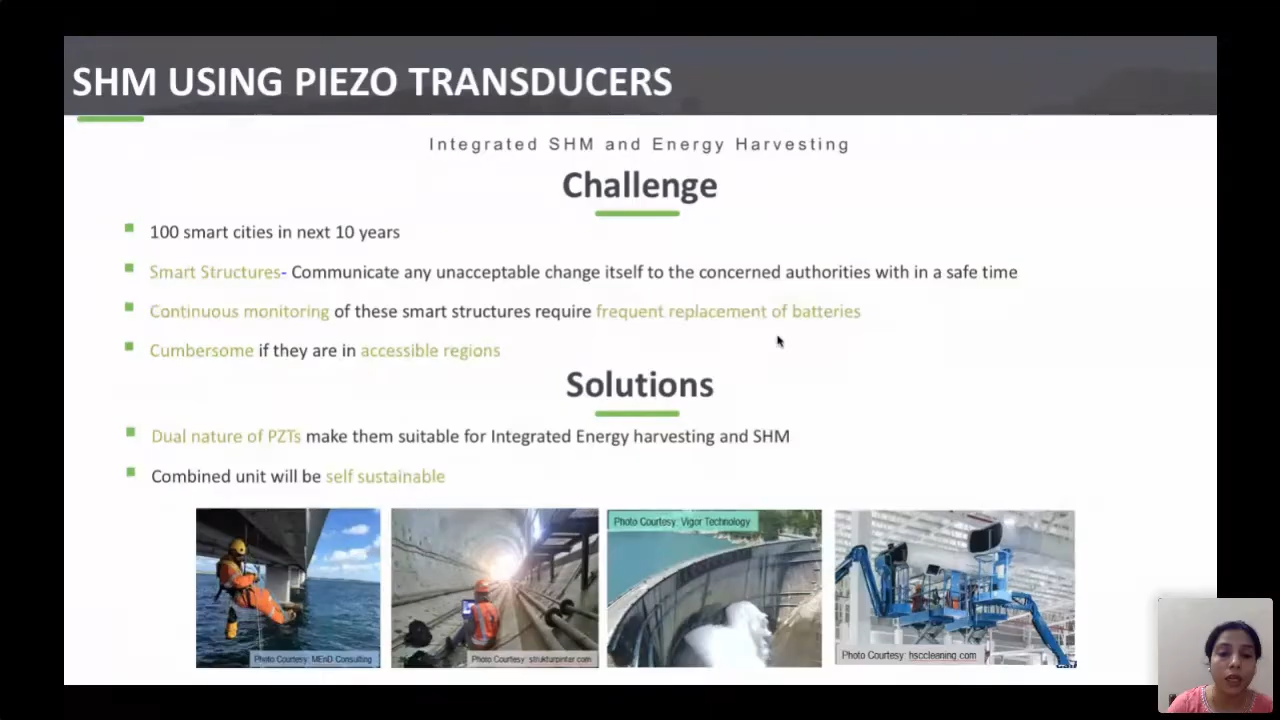 SHM USING PIEZO TRANSDUCERS
Integrated SHM and Energy Harvesting
Challenge
100 smart cities in next 10 years
Smart Structures- Communicate any unacceptable change itself to the concerned authorities with in a safe time
Continuous monitoring of these smart structures require frequent replacement of batteries
Cumbersome if they are in accessible regions
Solutions
Dual nature of PZTs make them suitable for Integrated Energy harvesting and SHM
Combined unit will be self sustainable
Photo Courtesy: MEnD Consulting
Photo Courtesy: strukturpinter.com
Photo Courtesy: Vigor Technology
Photo Courtesy: hsccleaning.com